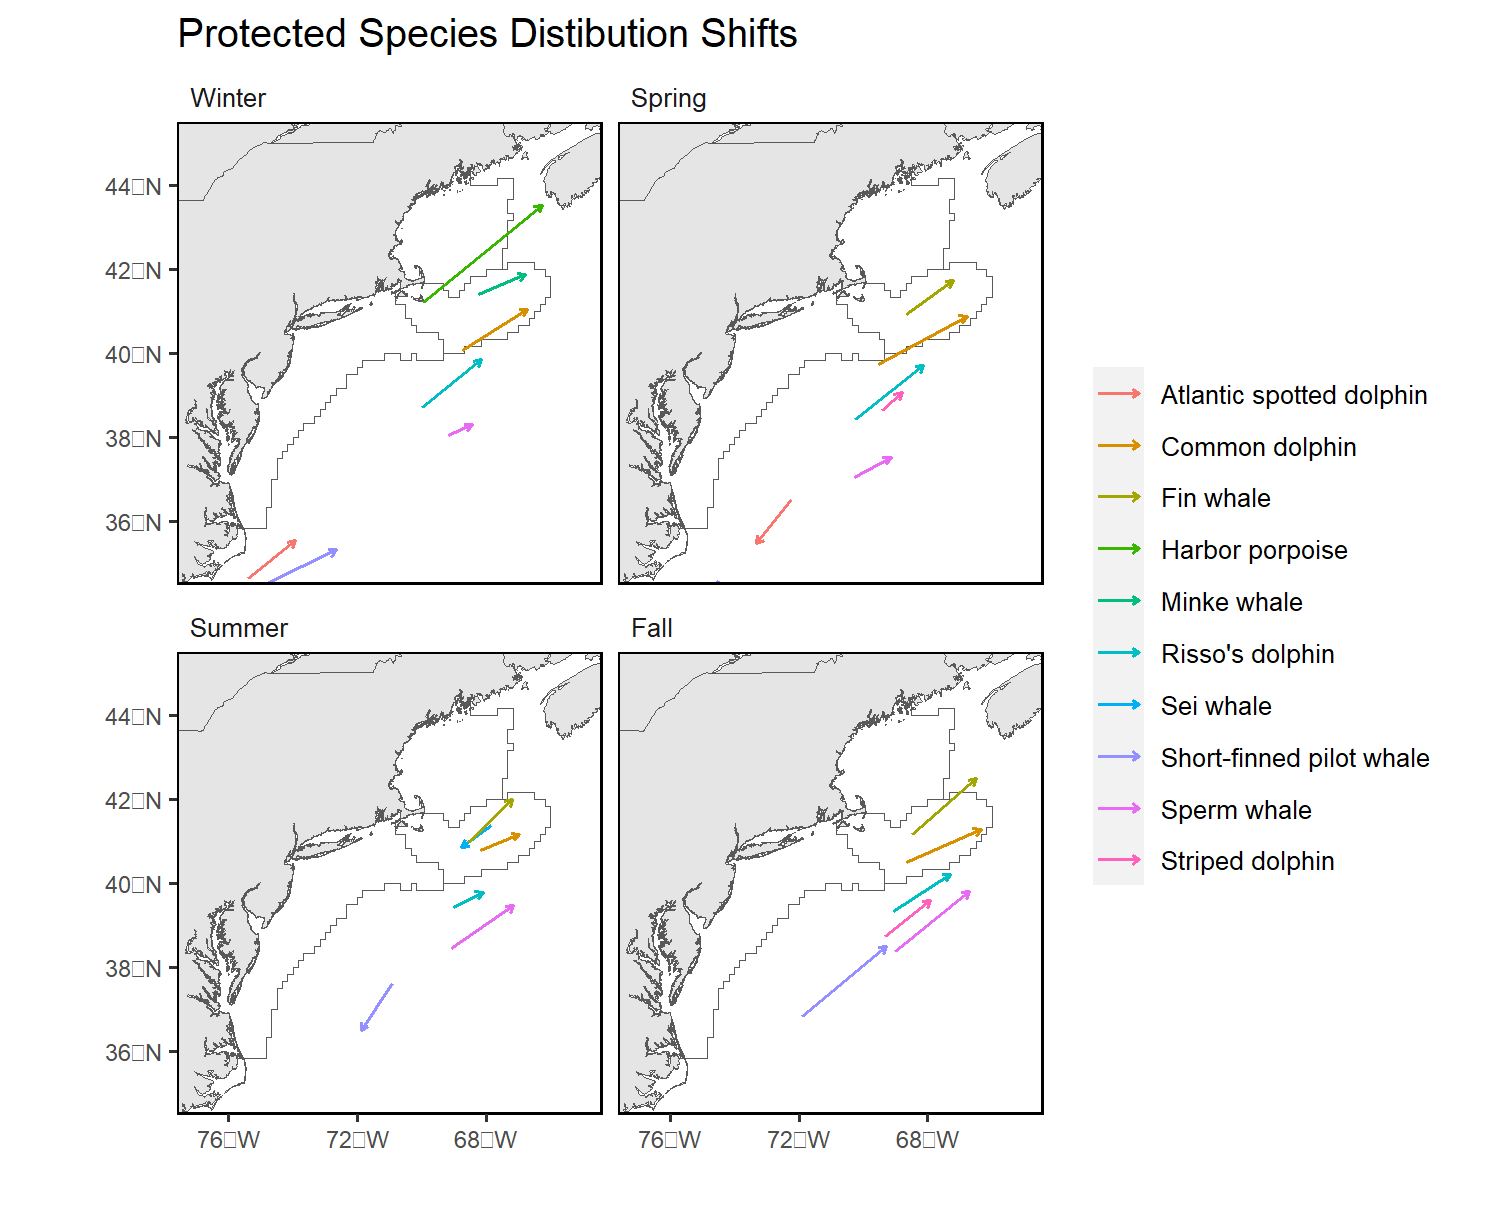 Protected Species Distibution Shifts
Winter
Spring
44□N
42□N
40□N
38□N
36□N
Summer
Fall
44□N
42□N
40□N
38□N
36□N
76□W
72□W
68□W
76□W
72□W
68□W
Atlantic spotted dolphin
Common dolphin
Fin whale
Harbor porpoise
Minke whale
Risso's dolphin
Sei whale
Short-finned pilot whale
Sperm whale
Striped dolphin